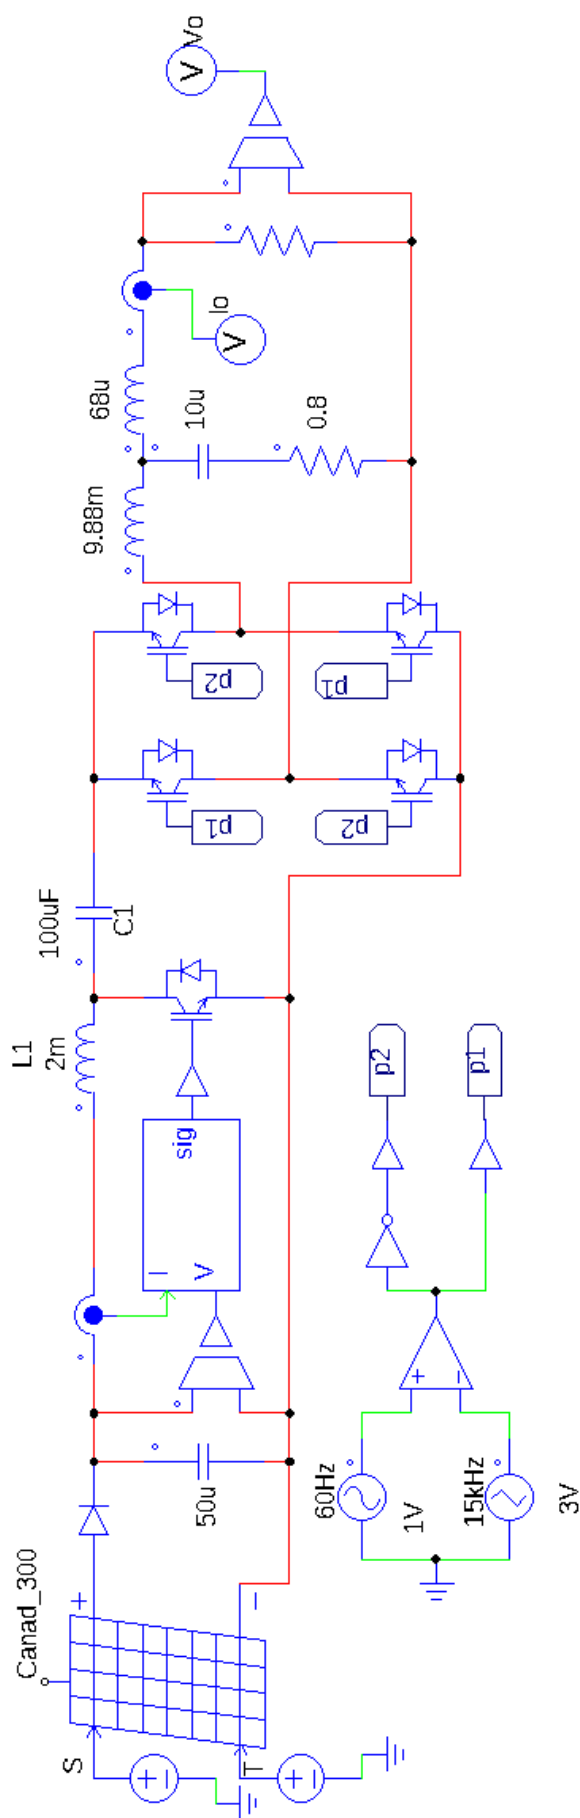 Canad_300
+
−
S
T
50u
I
V
sig
L1
2m
100uF
C1
p1
p2
p2
p1
9.88m
68u
10u
0.8
V
Io
V
Vo
60Hz
1V
15kHz
3V
+
−
p2
p1